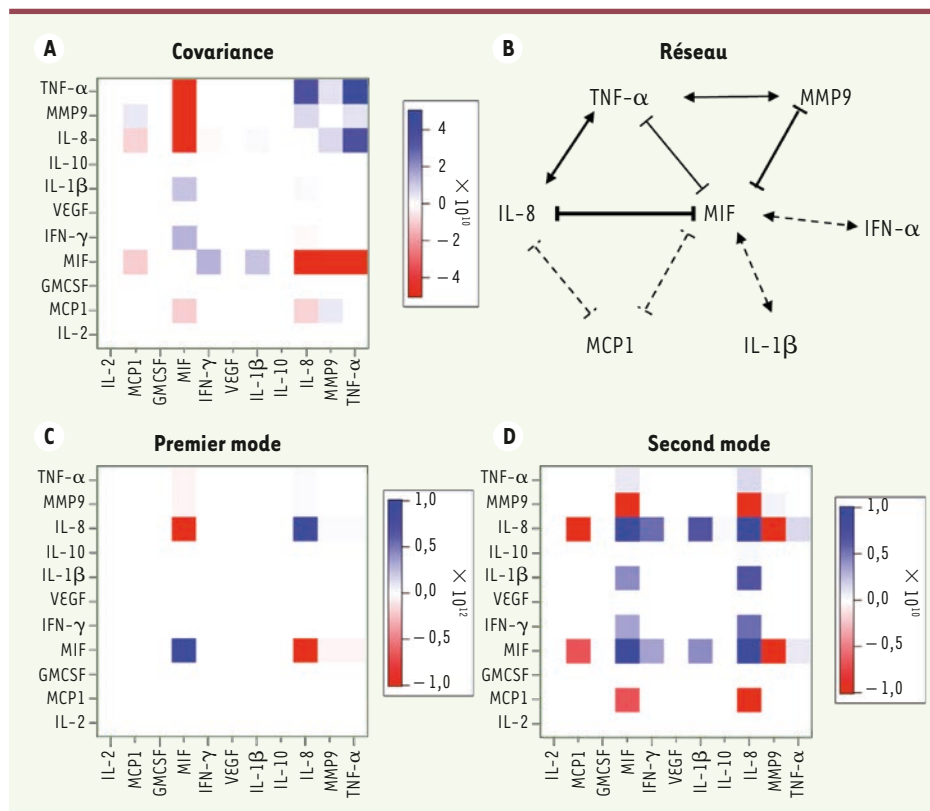 A
Covariance
TNF-α
MMP9
IL-8
IL-10
IL-1β
VEGF
IFN-γ
MIF
GMCSF
MCP1
IL-2
IL-2
MCP1
GMCSF
MIF
IFN-γ
VEGF
IL-1β
IL-10
IL-8
MMP9
TNF-α
4
2
0
−2
−4
× 10¹⁰
B
Réseau
TNF-α
MMP9
IL-8
MIF
IFN-α
MCP1
IL-1β
C
Premier mode
TNF-α
MMP9
IL-8
IL-10
IL-1β
VEGF
IFN-γ
MIF
GMCSF
MCP1
IL-2
IL-2
MCP1
GMCSF
MIF
IFN-γ
VEGF
IL-1β
IL-10
IL-8
MMP9
TNF-α
1,0
0,5
0,0
−0,5
−1,0
× 10¹²
D
Second mode
TNF-α
MMP9
IL-8
IL-10
IL-1β
VEGF
IFN-γ
MIF
GMCSF
MCP1
IL-2
IL-2
MCP1
GMCSF
MIF
IFN-γ
VEGF
IL-1β
IL-10
IL-8
MMP9
TNF-α
1,0
0,5
0,0
−0,5
−1,0
× 10¹⁰